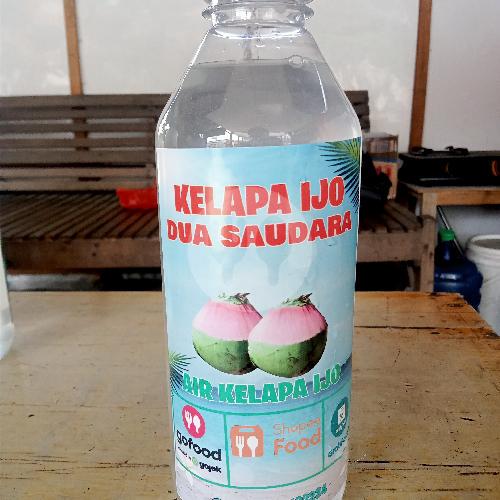 KELAPA IJO
DUA SAUDARA
AIR KELAPA IJO
gofood
gojek
Shopee
Food